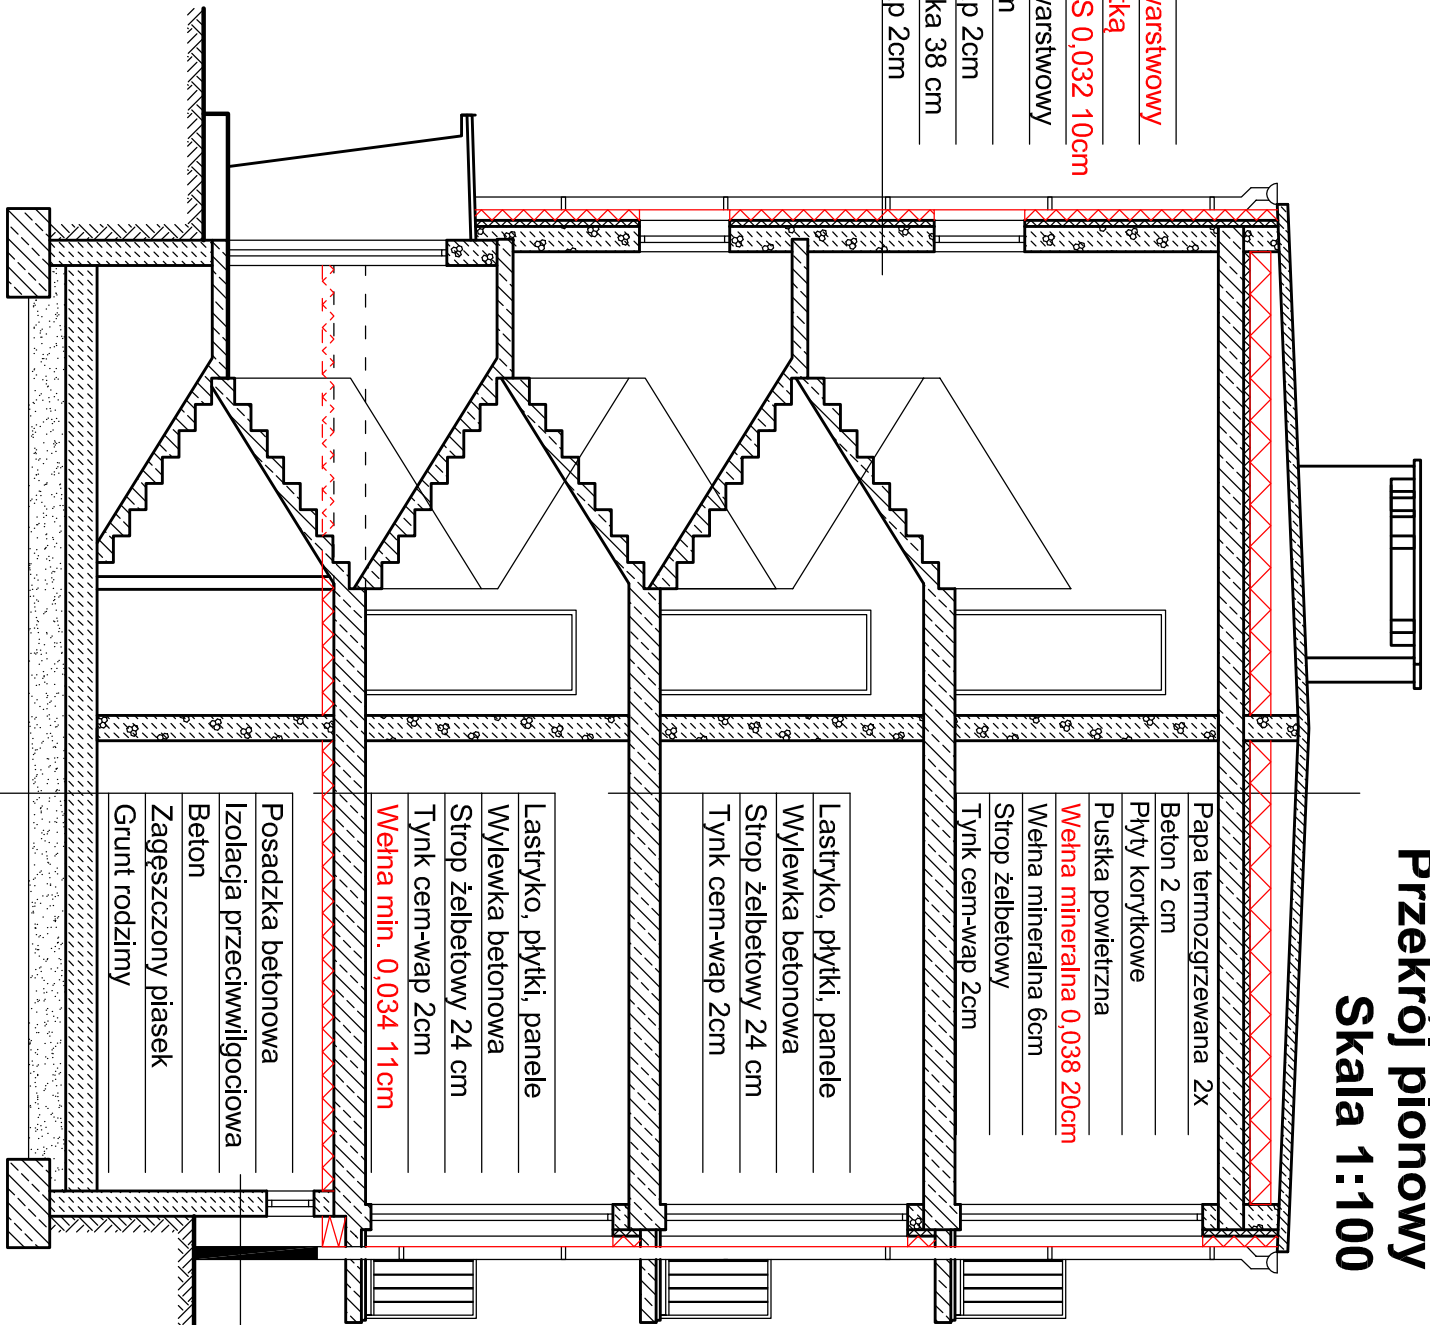 Przekrój pionowy
Skala 1:100
warstwowy
S 0,032 10cm
warstwowy
p 2cm
ka 38 cm
p 2cm
Papa termozgrzewana 2x
Beton 2 cm
Płyty korytkowe
Pustka powietrzna
Wełna mineralna 0,038 20cm
Wełna mineralna 6cm
Strop żelbetowy
Tynk cem-wap 2cm
Lastryko, płytki, panele
Wylewka betonowa
Strop żelbetowy 24 cm
Tynk cem-wap 2cm
Lastryko, płytki, panele
Wylewka betonowa
Strop żelbetowy 24 cm
Tynk cem-wap 2cm
Wełna min. 0,034 11cm
Posadzka betonowa
Izolacja przeciwwilgociowa
Beton
Zagęszczony piasek
Grunt rodzimy